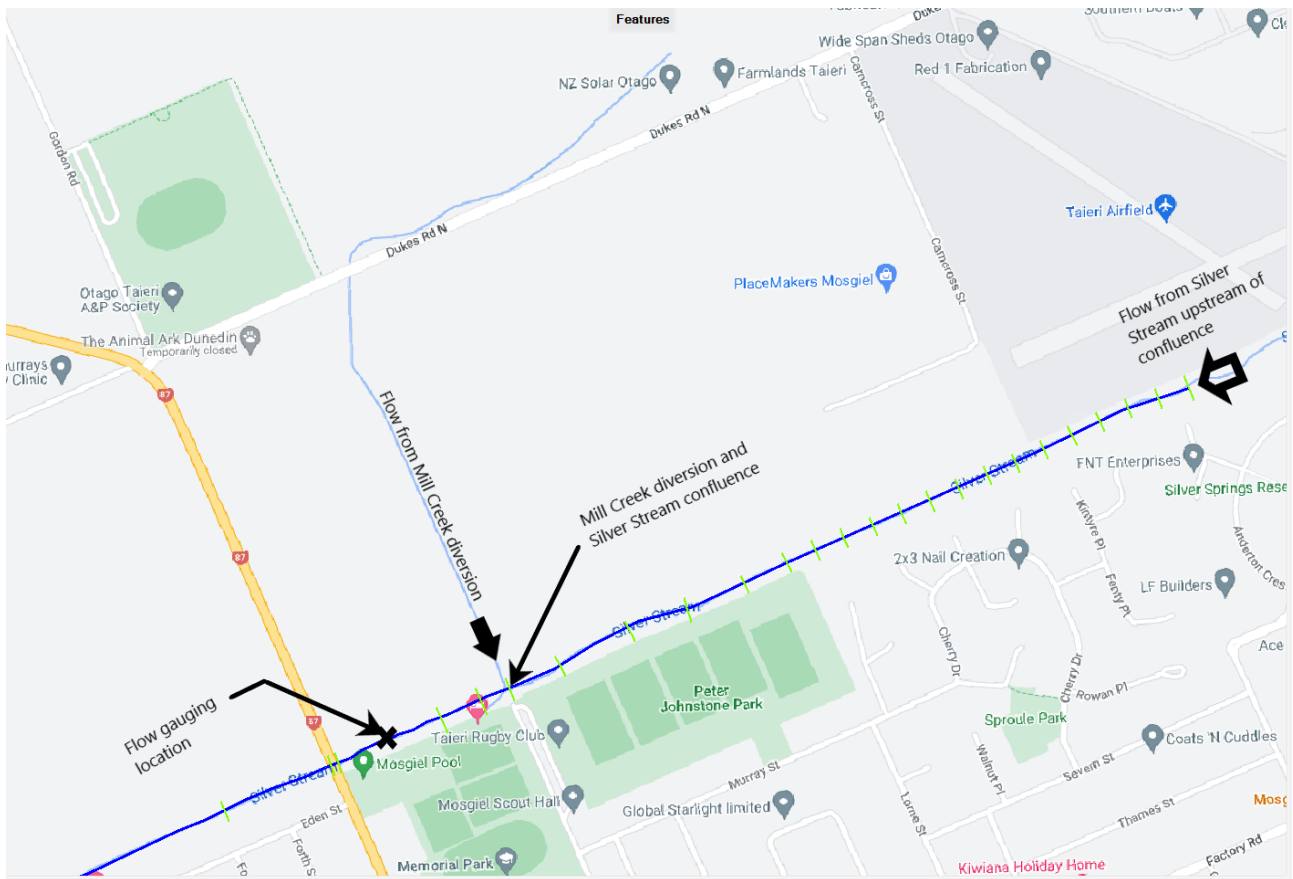 Features
Southern Boats
Duke
Wide Span Sheds Otago
Red 1 Fabrication
NZ Solar Otago
Farmlands Taieri
Carncross St
Dukes Rd N
Gordon Rd
Taieri Airfield
Dukes Rd N
Carncross St
PlaceMakers Mosgiel
Otago Taieri
A&P Society
The Animal Ark Dunedin
Temporarily closed
Flow from Silver
Stream upstream of
confluence
urrays
y Clinic
87
Flow from Mill Creek diversion
Mill Creek diversion and
Silver Stream confluence
Silver Stream
FNT Enterprises
Silver Springs Rese
Kintyre Pl
Anderton Cres
87
2x3 Nail Creation
Fenty Pl
LF Builders
Silver Stream
Cherry Dr
Cherry Dr
Ace
Rowan Pl
Peter
Johnstone Park
Sproule Park
Flow gauging
location
87
Taieri Rugby Club
Coats 'N Cuddles
Mosgiel Pool
Silver Stream
Walnut Pl
Severn St
Murray St
Mosgiel Scout Hall
Global Starlight limited
Lorne St
Thames St
Mosg
Eden St
Forth S
Fo
Factory Rd
Memorial Park
Kiwiana Holiday Home